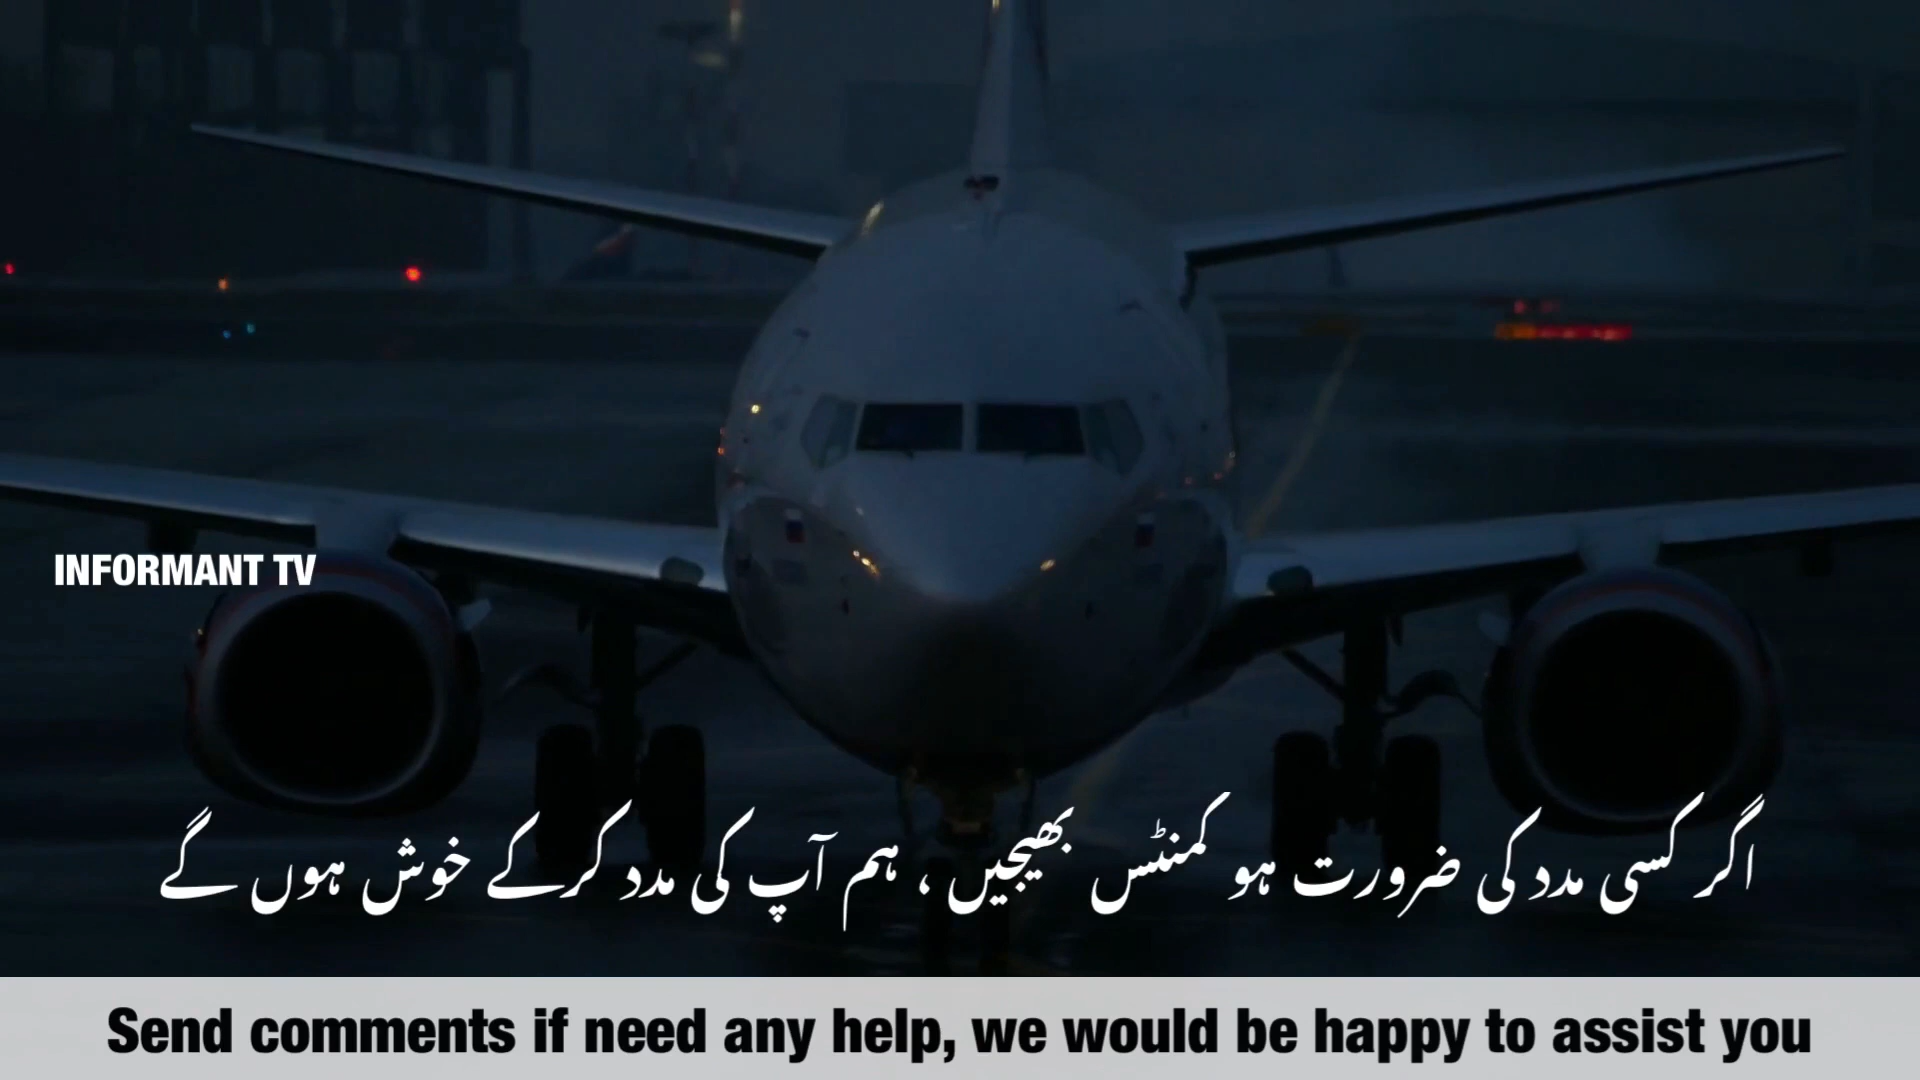 INFORMANT TV
اگر کسی مدد کی ضرورت ہو کمنٹس بھیجیں ، ہم آپ کی مدد کرکے خوش ہوں گے
Send comments if need any help, we would be happy to assist you